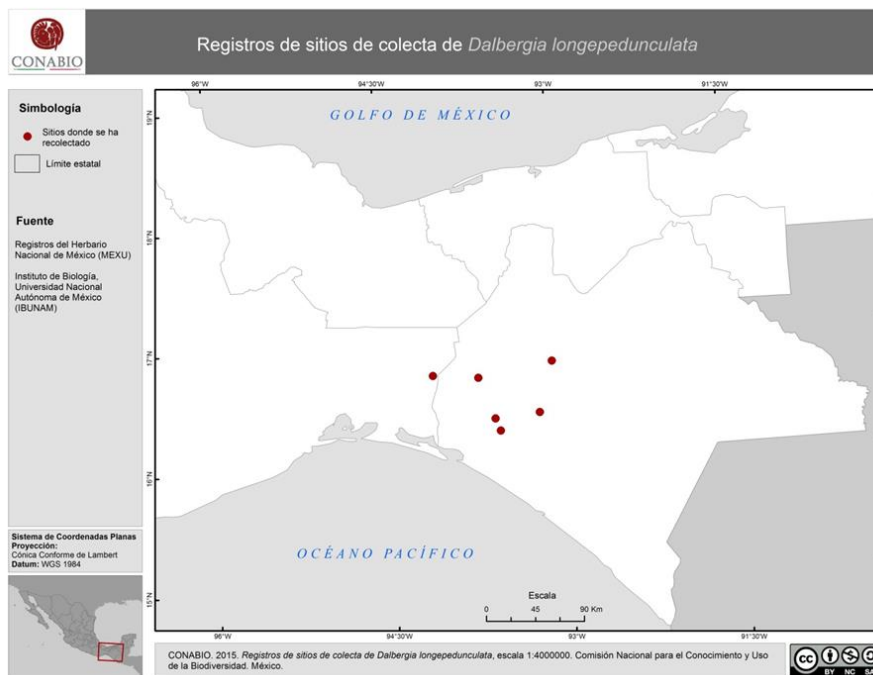 CONABIO
Registros de sitios de colecta de Dalbergia longepedunculata
Simbología
Sitios donde se ha
recolectado
Límite estatal
Fuente
Registros del Herbario
Nacional de México (MEXU)
Instituto de Biología,
Universidad Nacional
Autónoma de México
(IBUNAM)
Sistema de Coordenadas Planas
Proyección:
Cónica Conforme de Lambert
Datum: WGS 1984
96°W 94°30'W 93°W 91°30'W
19°N
18°N
17°N
16°N
15°N
GOLFO DE MÉXICO
OCÉANO PACÍFICO
Escala
0 45 90 Km
96°W 94°30'W 93°W 91°30'W
CONABIO. 2015. Registros de sitios de colecta de Dalbergia longepedunculata, escala 1:4000000. Comisión Nacional para el Conocimiento y Uso
de la Biodiversidad. México.
cc
BY NC SA